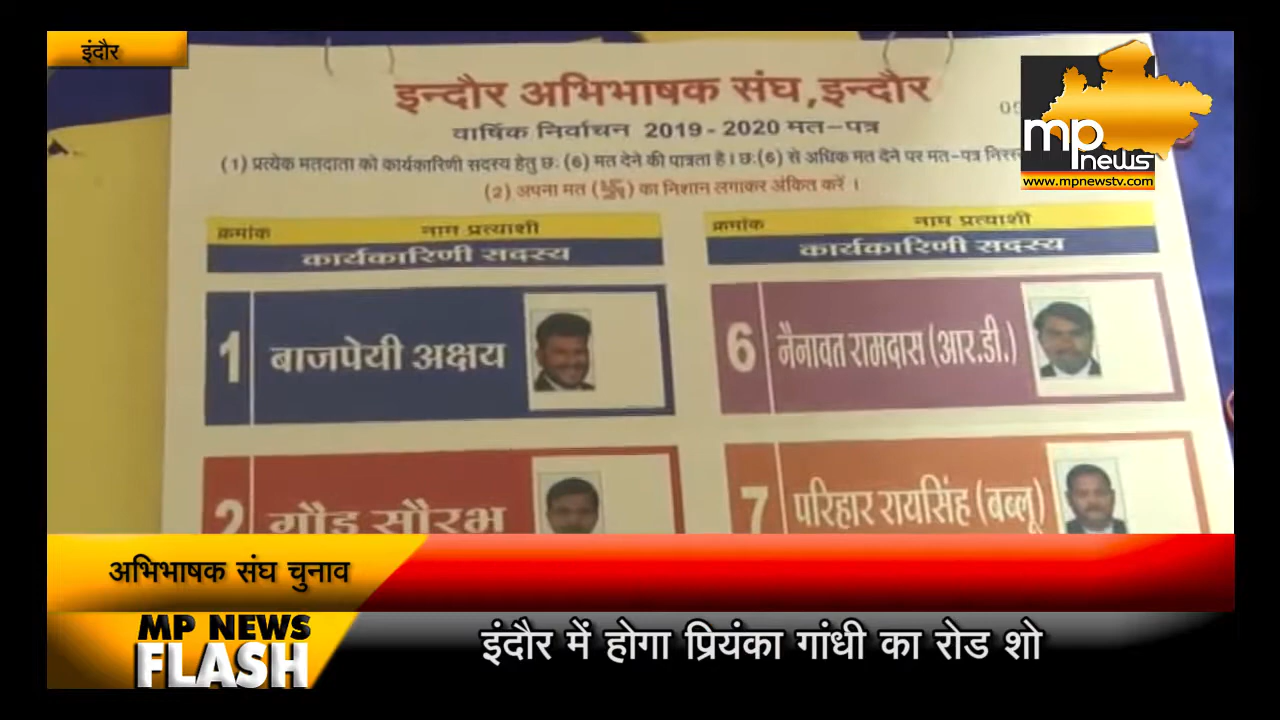 इंदौर
इन्दौर अभिभाषक संघ, इन्दौर
वार्षिक निर्वाचन 2019 - 2020 मत-पत्र
(1) प्रत्येक मतदाता को कार्यकारिणी सदस्य हेतु छः (6) मत देने की पात्रता है। छः(6) से अधिक मत देने पर मत-पत्र
(2) अपना मत ( ) का निशान लगाकर अंकित करें ।
mp news
www.mpnewstv.com
क्रमांक नाम प्रत्याशी
कार्यकारिणी सदस्य
1 बाजपेयी अक्षय
2 गौड सौरभ
क्रमांक नाम प्रत्याशी
कार्यकारिणी सदस्य
6 नैनावत रामदास (आर.डी.)
7 परिहार रायसिंह (बब्लू)
अभिभाषक संघ चुनाव
MP NEWS
FLASH
इंदौर में होगा प्रियंका गांधी का रोड शो